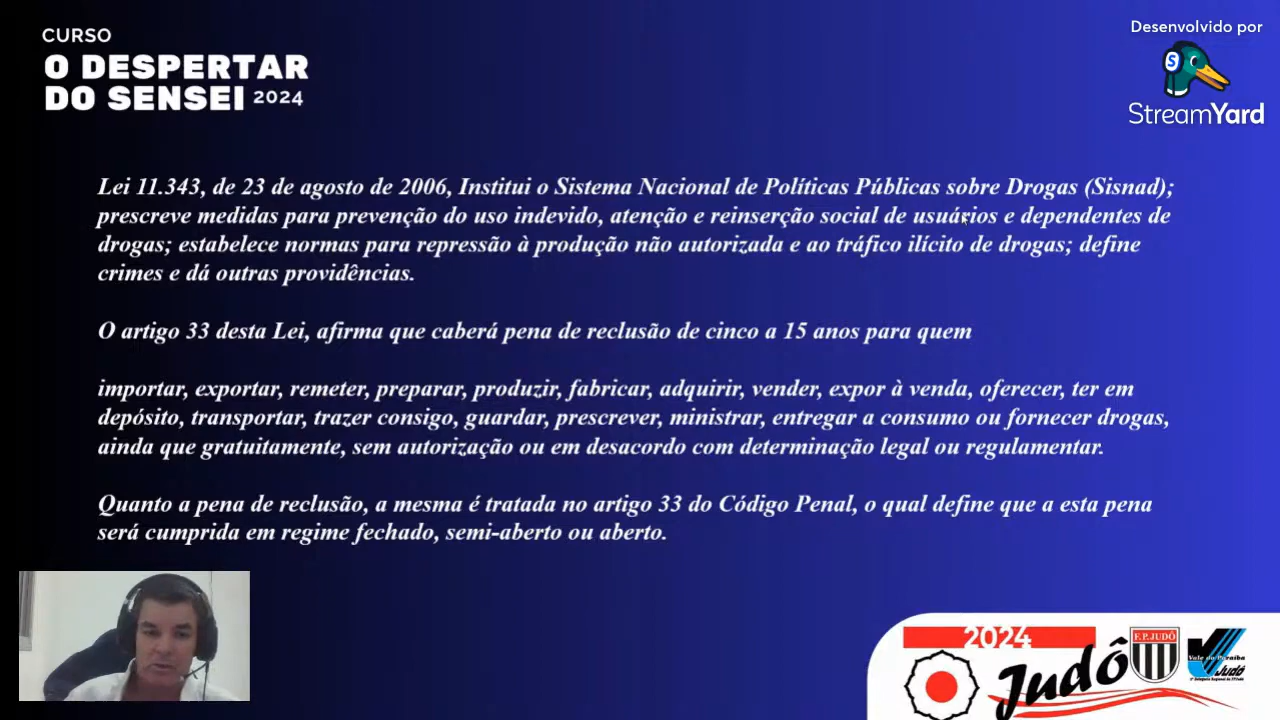 CURSO
O DESPERTAR
DO SENSEI 2024
Desenvolvido por
S
StreamYard
Lei 11.343, de 23 de agosto de 2006, Institui o Sistema Nacional de Políticas Públicas sobre Drogas (Sisnad);
prescreve medidas para prevenção do uso indevido, atenção e reinserção social de usuários e dependentes de
drogas; estabelece normas para repressão à produção não autorizada e ao tráfico ilícito de drogas; define
crimes e dá outras providências.
O artigo 33 desta Lei, afirma que caberá pena de reclusão de cinco a 15 anos para quem
importar, exportar, remeter, preparar, produzir, fabricar, adquirir, vender, expor à venda, oferecer, ter em
depósito, transportar, trazer consigo, guardar, prescrever, ministrar, entregar a consumo ou fornecer drogas,
ainda que gratuitamente, sem autorização ou em desacordo com determinação legal ou regulamentar.
Quanto a pena de reclusão, a mesma é tratada no artigo 33 do Código Penal, o qual define que a esta pena
será cumprida em regime fechado, semi-aberto ou aberto.
2024
Judô
F.P.JUDÔ
Vale do Paraíba
Judô